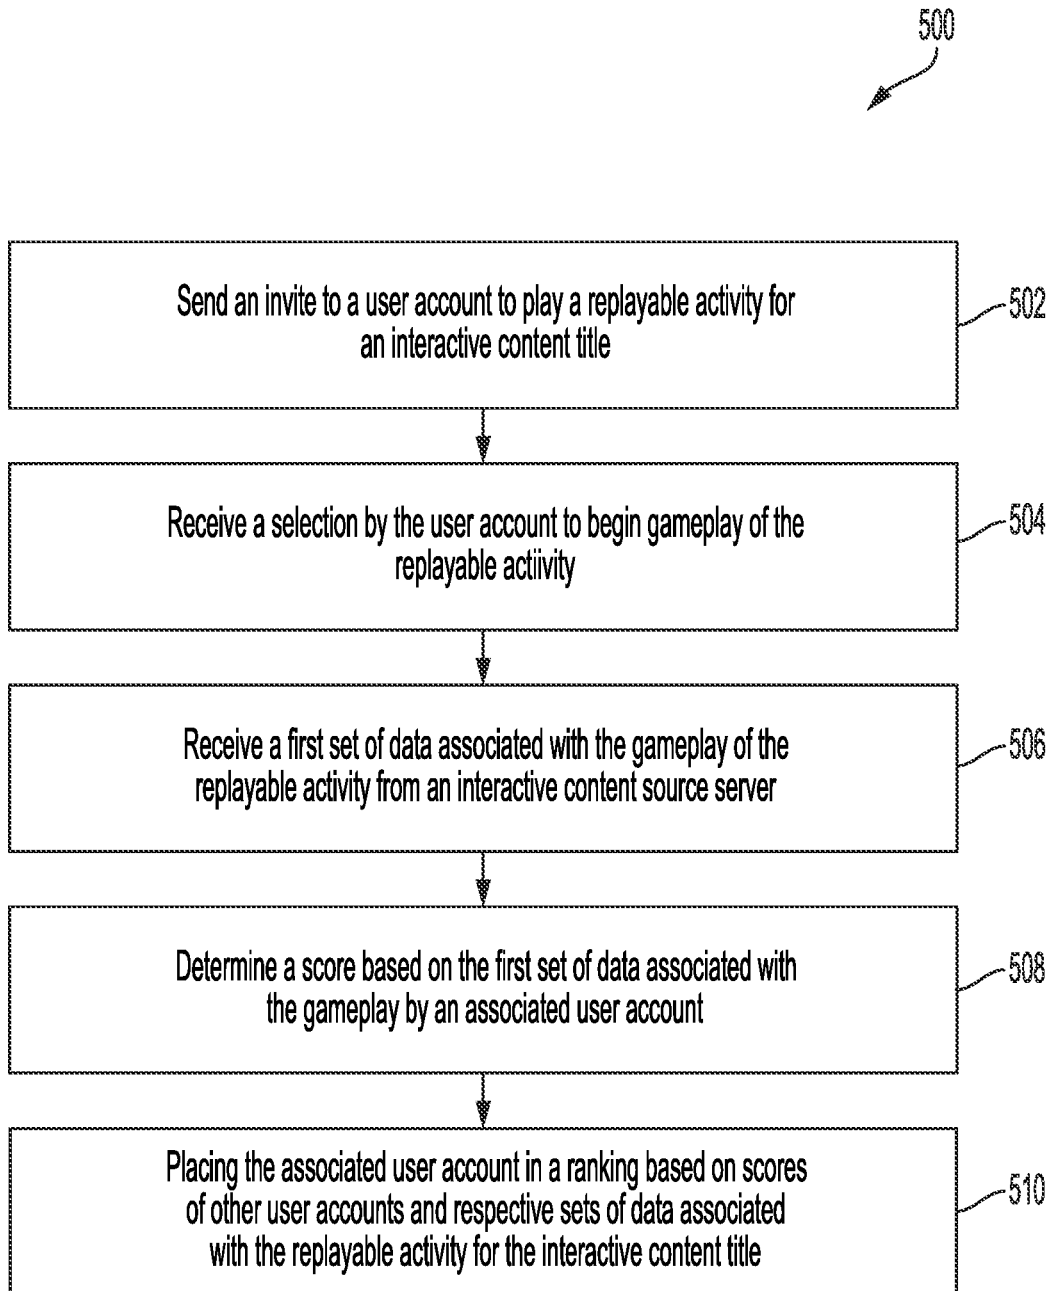 500
Send an invite to a user account to play a replayable activity for
an interactive content title
502
Receive a selection by the user account to begin gameplay of the
replayable actiivity
504
Receive a first set of data associated with the gameplay of the
replayable activity from an interactive content source server
506
Determine a score based on the first set of data associated with
the gameplay by an associated user account
508
Placing the associated user account in a ranking based on scores
of other user accounts and respective sets of data associated
with the replayable activity for the interactive content title
510